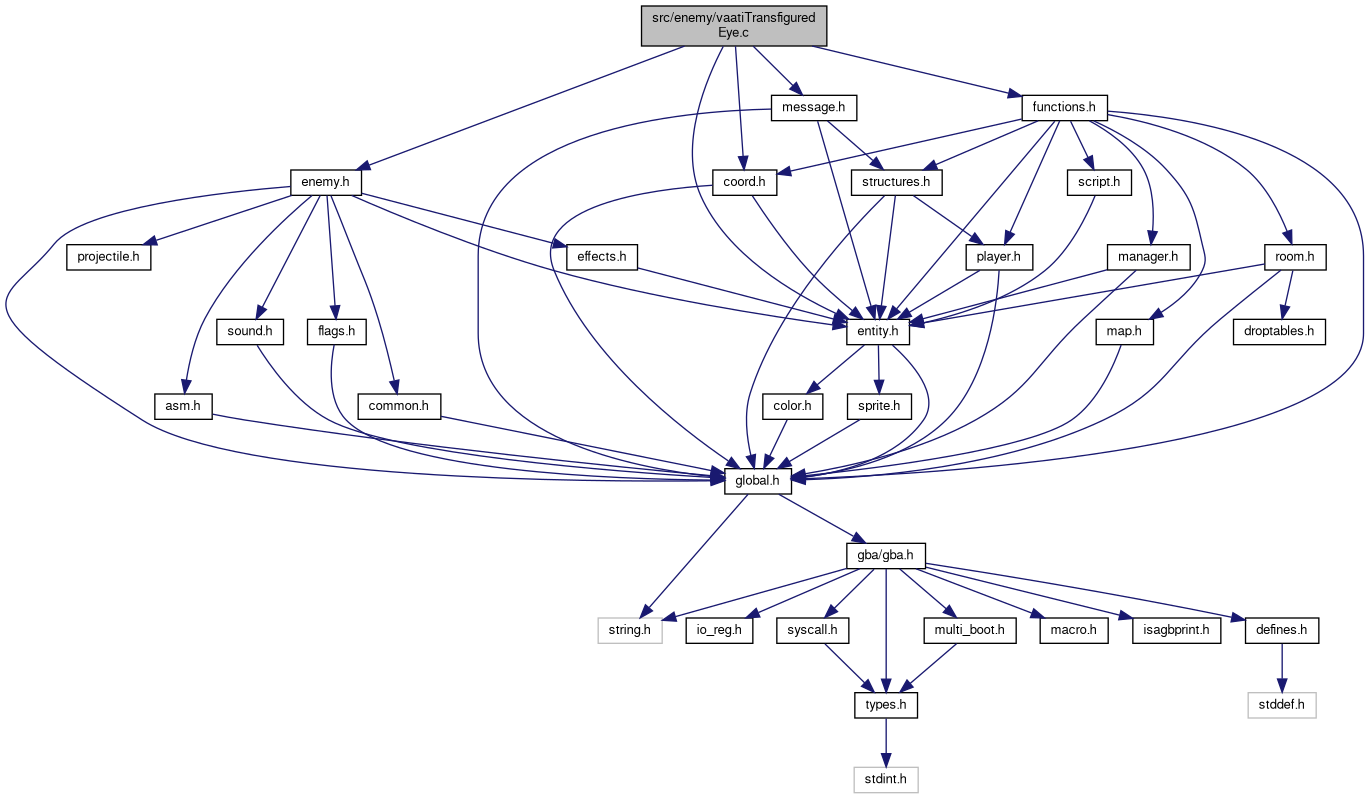 src/enemy/vaatiTransfigured
Eye.c
message.h
functions.h
enemy.h
coord.h
structures.h
script.h
projectile.h
effects.h
player.h
manager.h
room.h
sound.h
flags.h
entity.h
map.h
droptables.h
asm.h
common.h
color.h
sprite.h
global.h
gba/gba.h
string.h
io_reg.h
syscall.h
multi_boot.h
macro.h
isagbprint.h
defines.h
types.h
stddef.h
stdint.h